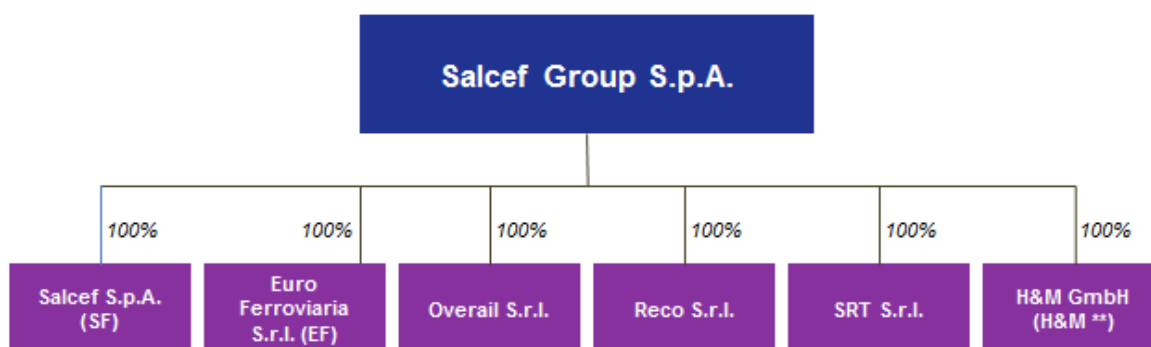 Salcef Group S.p.A.
100%
100%
100%
100%
100%
100%
Salcef S.p.A.
(SF)
Euro
Ferroviaria
S.r.l. (EF)
Overail S.r.l.
Reco S.r.l.
SRT S.r.l.
H&M GmbH
(H&M **)